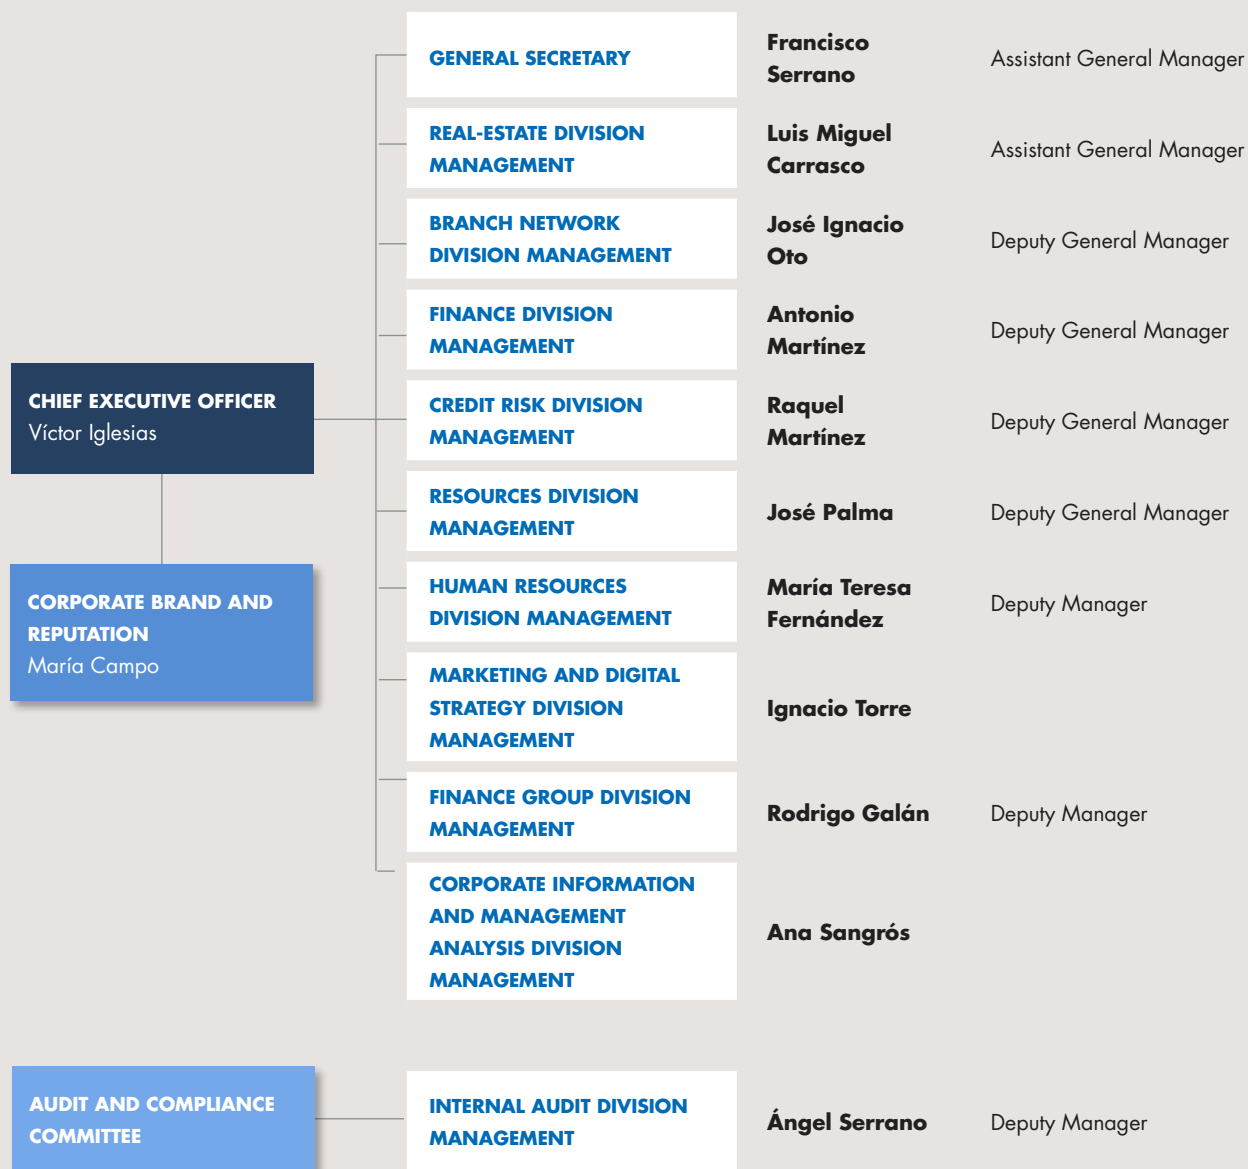 GENERAL SECRETARY
Francisco
Serrano
Assistant General Manager
REAL-ESTATE DIVISION
MANAGEMENT
Luis Miguel
Carrasco
Assistant General Manager
BRANCH NETWORK
DIVISION MANAGEMENT
José Ignacio
Oto
Deputy General Manager
FINANCE DIVISION
MANAGEMENT
Antonio
Martínez
Deputy General Manager
CHIEF EXECUTIVE OFFICER
Víctor Iglesias
CREDIT RISK DIVISION
MANAGEMENT
Raquel
Martínez
Deputy General Manager
RESOURCES DIVISION
MANAGEMENT
José Palma
Deputy General Manager
CORPORATE BRAND AND
REPUTATION
María Campo
HUMAN RESOURCES
DIVISION MANAGEMENT
María Teresa
Fernández
Deputy Manager
MARKETING AND DIGITAL
STRATEGY DIVISION
MANAGEMENT
Ignacio Torre
FINANCE GROUP DIVISION
MANAGEMENT
Rodrigo Galán
Deputy Manager
CORPORATE INFORMATION
AND MANAGEMENT
ANALYSIS DIVISION
MANAGEMENT
Ana Sangrós
AUDIT AND COMPLIANCE
COMMITTEE
INTERNAL AUDIT DIVISION
MANAGEMENT
Ángel Serrano
Deputy Manager